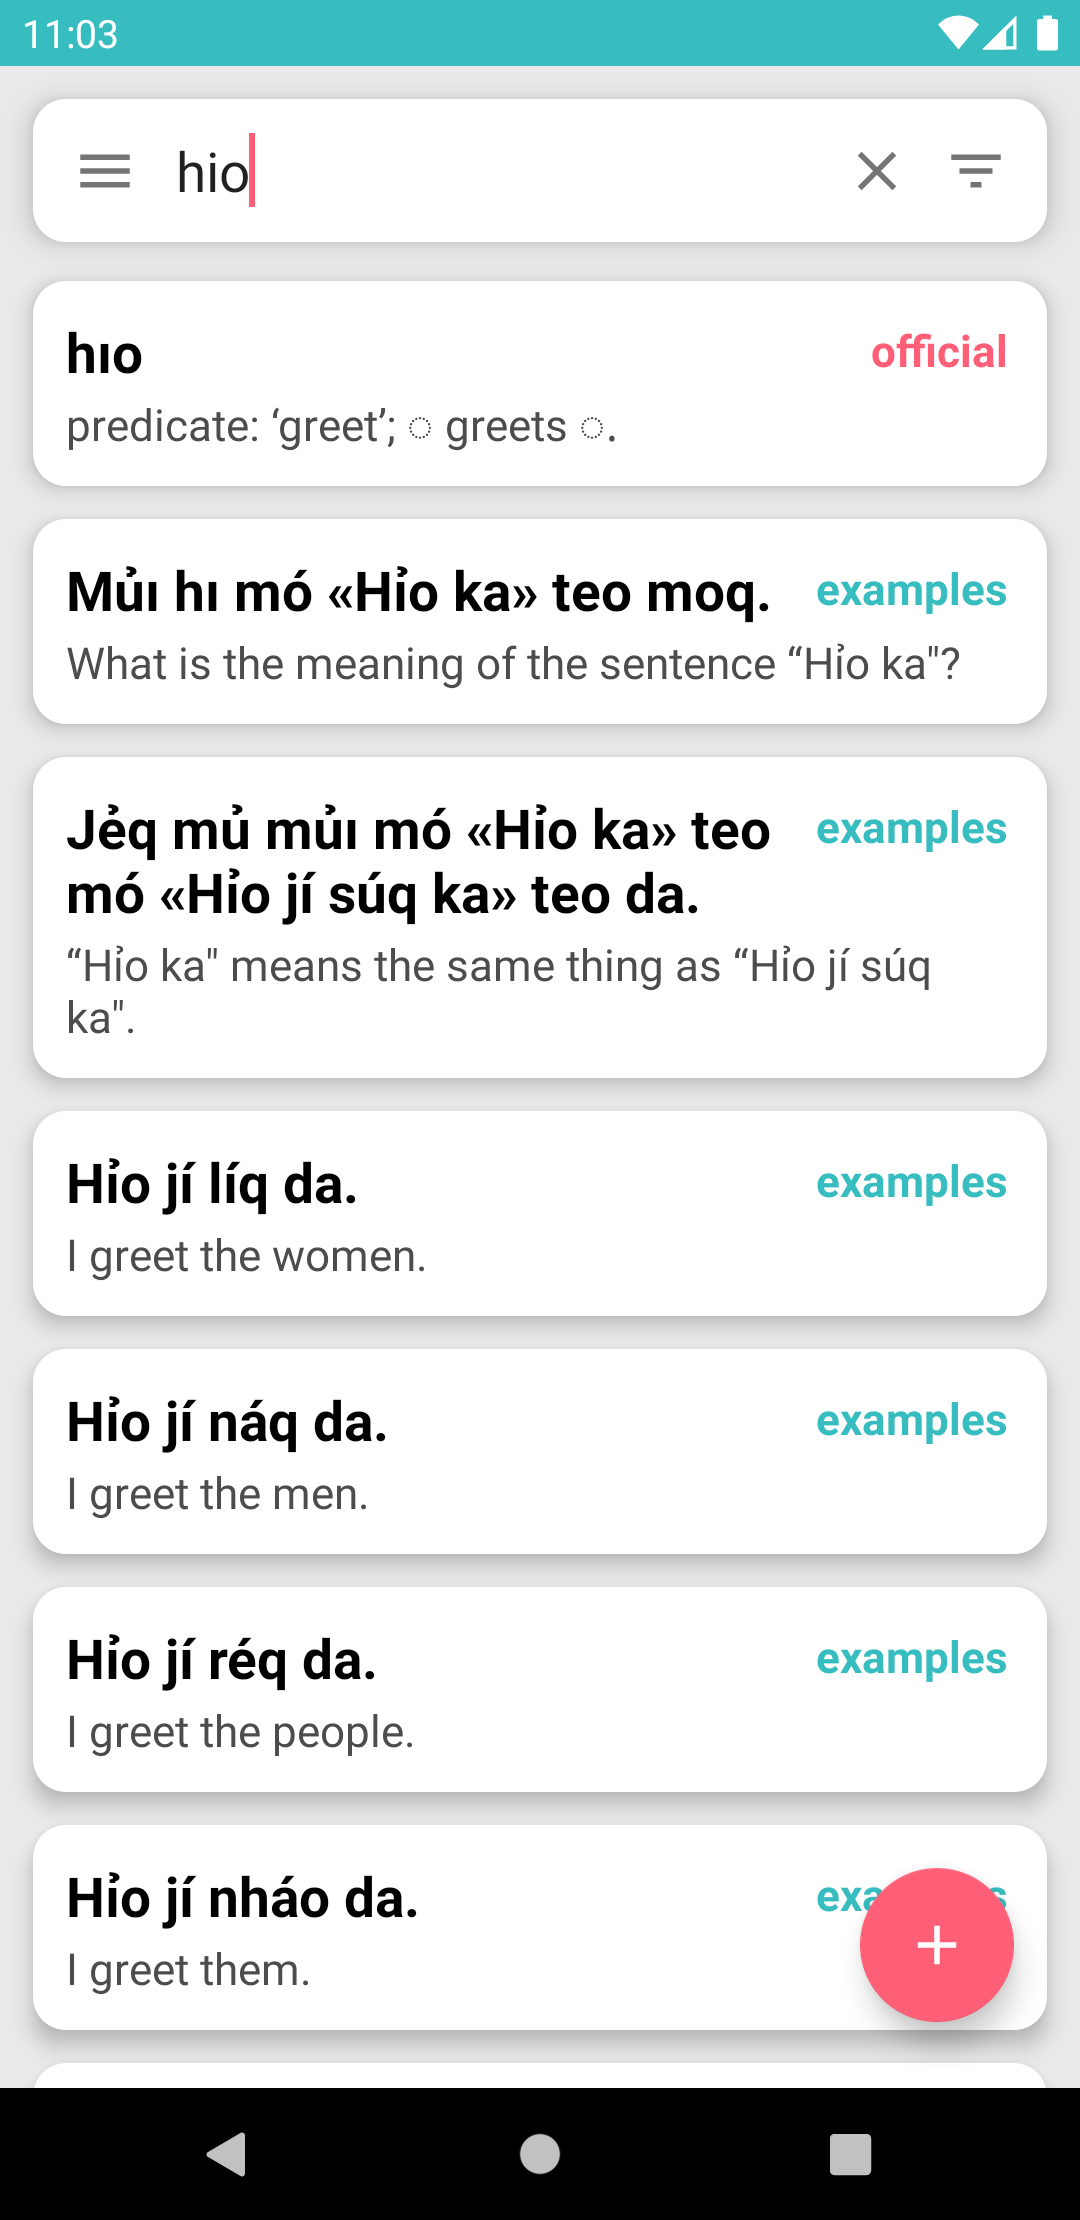 11:03
hio
hıo
official
predicate: ‘greet’; ◌ greets ◌.
Mủı hı mó «Hỉo ka» teo moq.
examples
What is the meaning of the sentence “Hỉo ka"?
Jẻq mủ mủı mó «Hỉo ka» teo
mó «Hỉo jí súq ka» teo da.
examples
“Hỉo ka" means the same thing as “Hỉo jí súq
ka".
Hỉo jí líq da.
examples
I greet the women.
Hỉo jí náq da.
examples
I greet the men.
Hỉo jí réq da.
examples
I greet the people.
Hỉo jí nháo da.
I greet them.